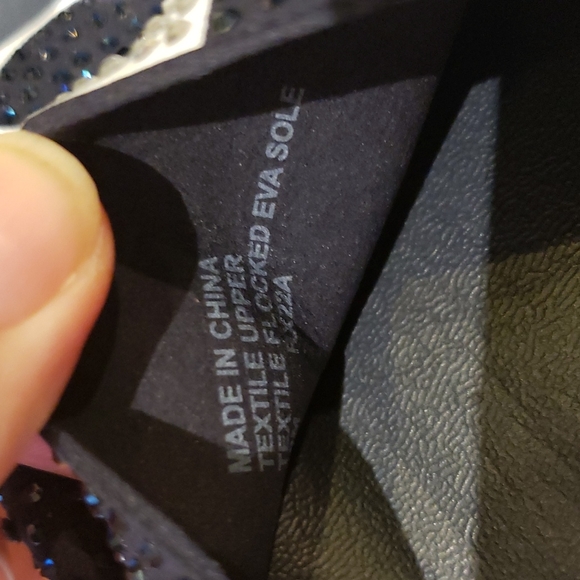 MADE IN CHINA
TEXTILE UPPER
TEXTILE FLOCKED EVA SOLE